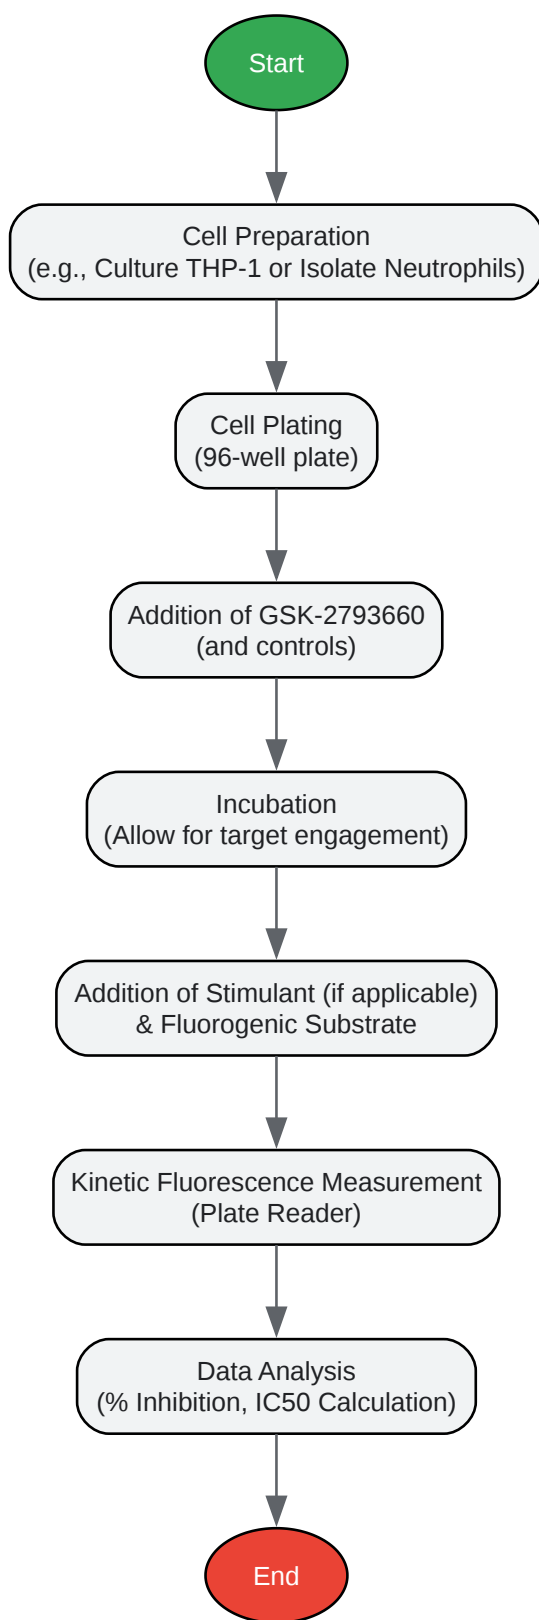 Start
Cell Preparation
(e.g., Culture THP-1 or Isolate Neutrophils)
Cell Plating
(96-well plate)
Addition of GSK-2793660
(and controls)
Incubation
(Allow for target engagement)
Addition of Stimulant (if applicable)
& Fluorogenic Substrate
Kinetic Fluorescence Measurement
(Plate Reader)
Data Analysis
(% Inhibition, IC50 Calculation)
End